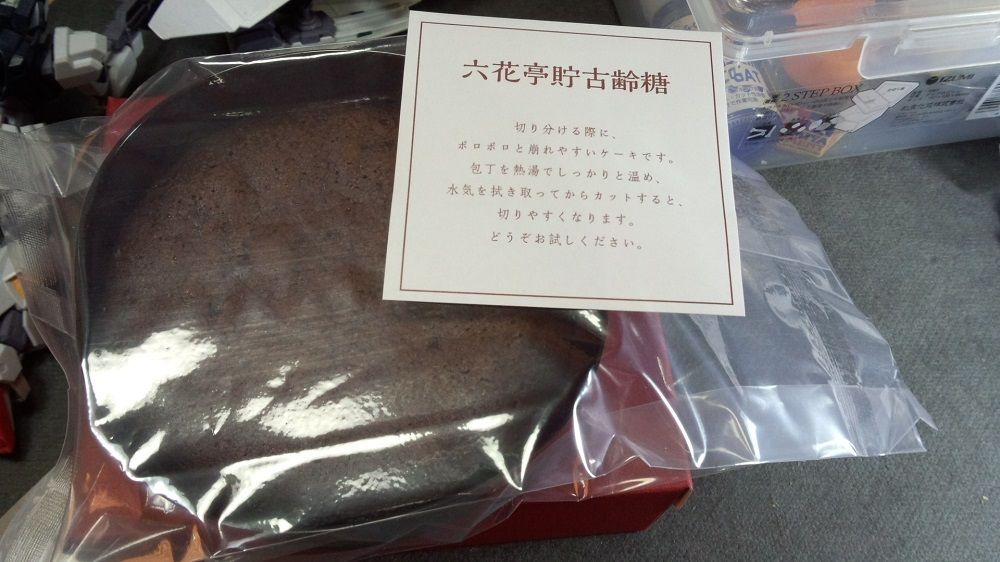 六花亭貯古齢糖
切り分ける際に、
ボロボロと崩れやすいケーキです。
包丁を熱湯でしっかりと温め、
水気を拭き取ってからカットすると、
切りやすくなります。
どうぞお試しください。
IZUMI
2 STEP BOX